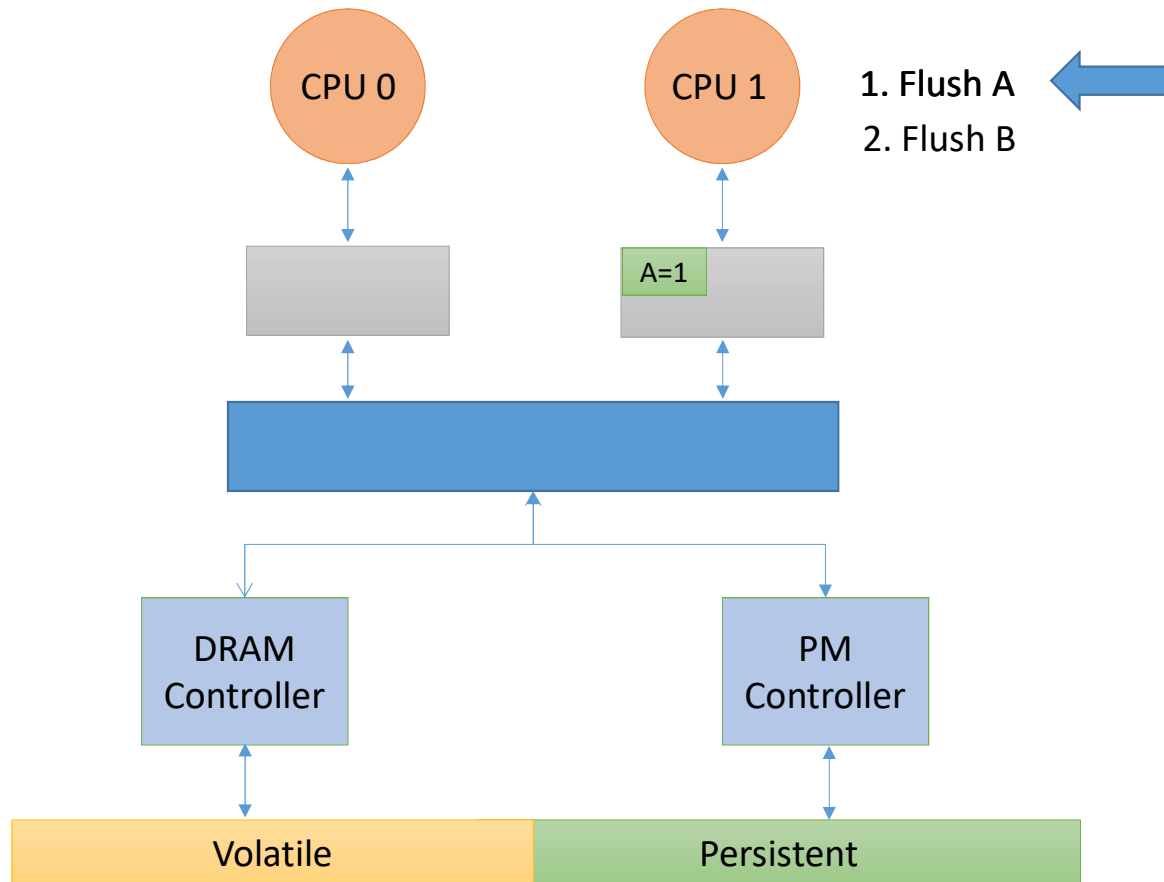 CPU 0
CPU 1
1. Flush A
2. Flush B
A=1
DRAM
Controller
PM
Controller
Volatile
Persistent